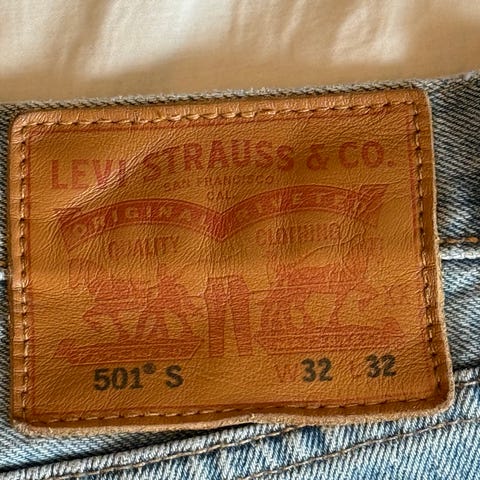 LEVI STRAUSS & CO.
SAN FRANCISCO
CAL
ORIGINAL RIVETED
QUALITY CLOTHING
501® S W 32 L 32